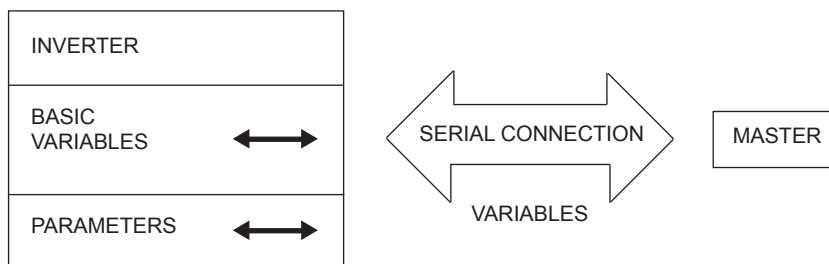 INVERTER
BASIC
VARIABLES
PARAMETERS
SERIAL CONNECTION
VARIABLES
MASTER